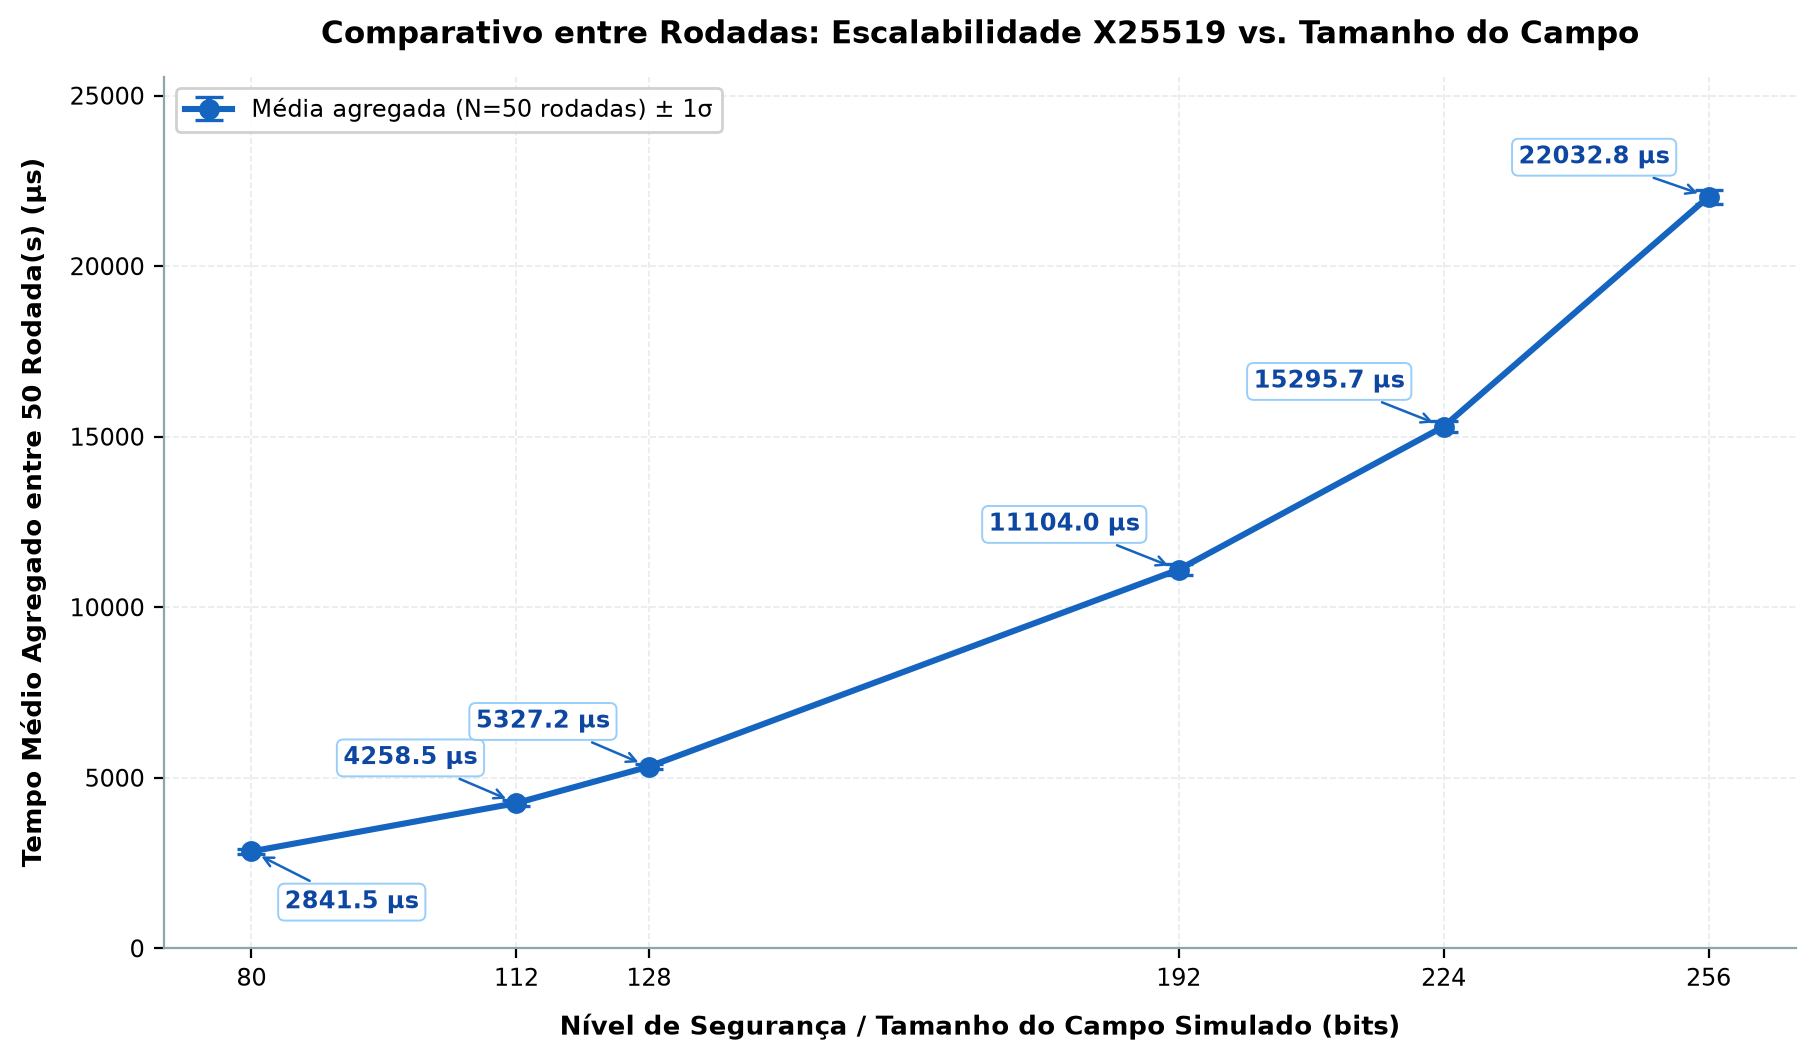 Comparativo entre Rodadas: Escalabilidade X25519 vs. Tamanho do Campo
Média agregada (N=50 rodadas) ± 1σ
Tempo Médio Agregado entre 50 Rodada(s) (µs)
25000
20000
15000
10000
5000
0
22032.8 µs
15295.7 µs
11104.0 µs
5327.2 µs
4258.5 µs
2841.5 µs
80
112
128
192
224
256
Nível de Segurança / Tamanho do Campo Simulado (bits)